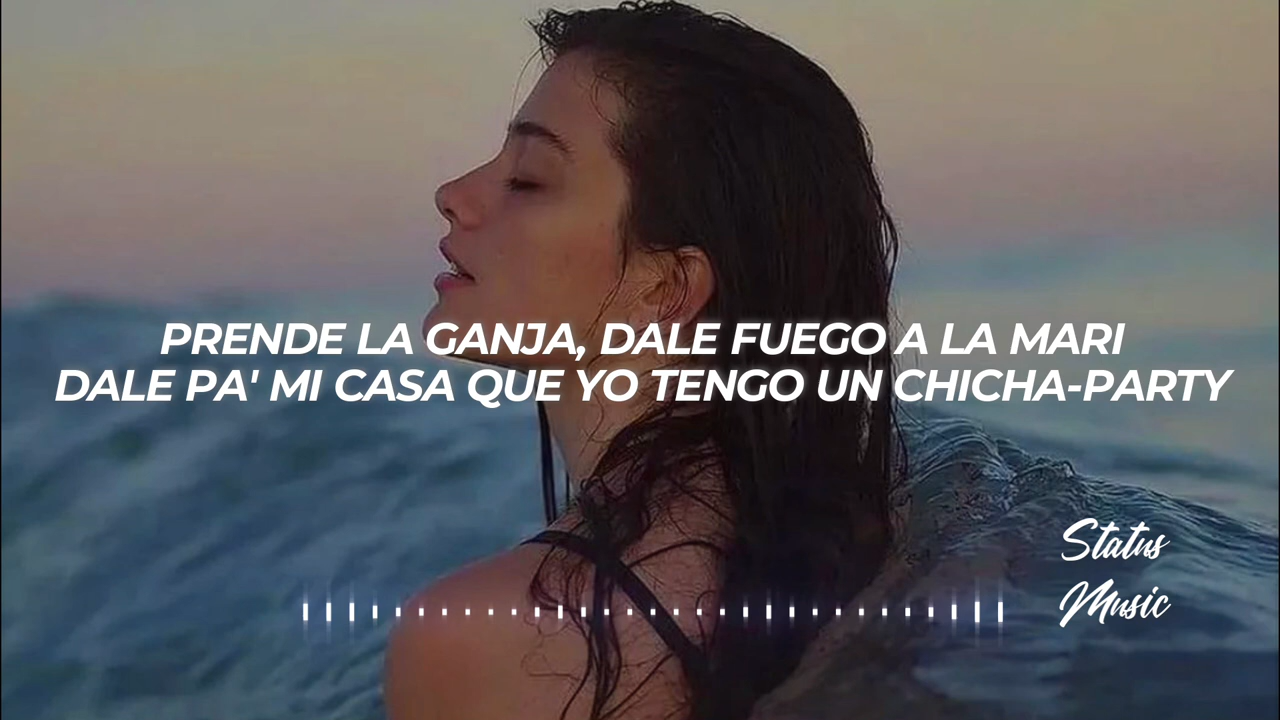 PRENDE LA GANJA, DALE FUEGO A LA MARI
DALE PA' MI CASA QUE YO TENGO UN CHICHA-PARTY
Status
Music